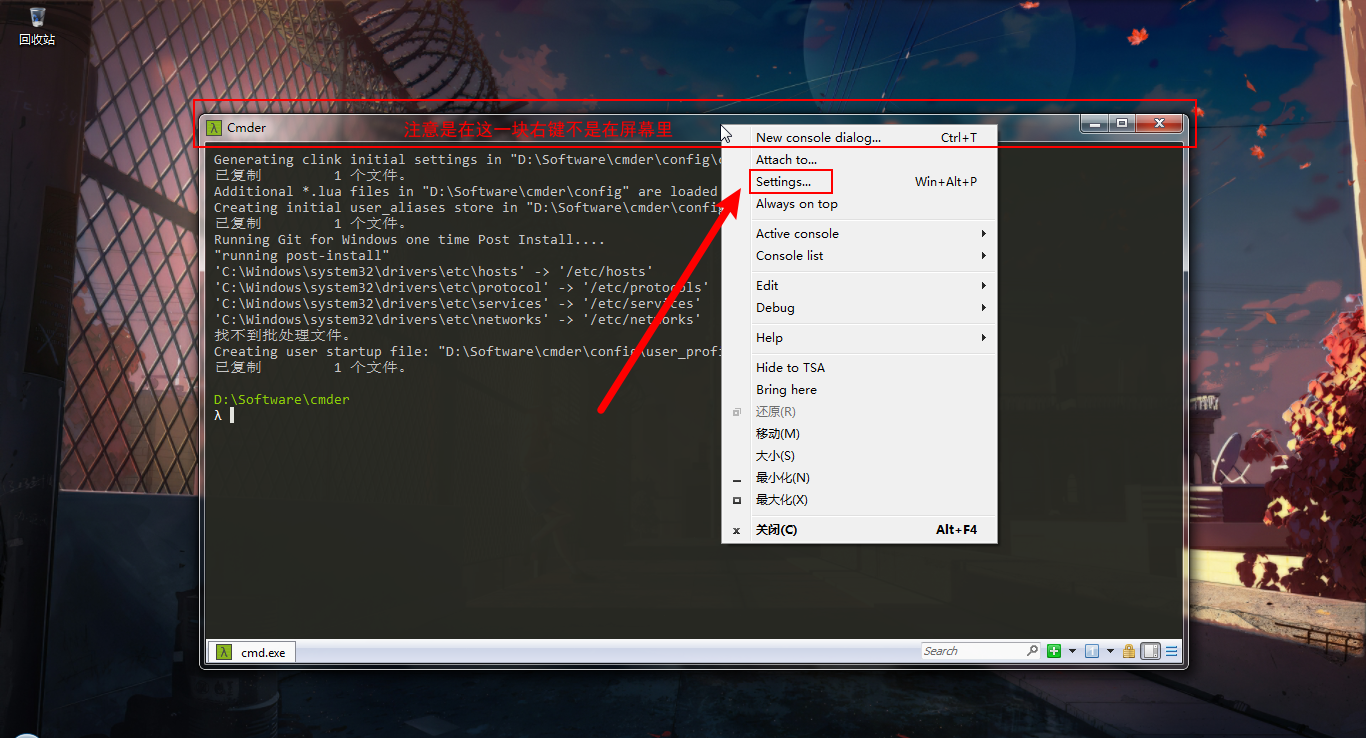 回收站
Cmder
注意是在这一块右键不是在屏幕里
Generating clink initial settings in "D:\Software\cmder\config\c
已复制         1 个文件。
Additional *.lua files in "D:\Software\cmder\config" are loaded
Creating initial user_aliases store in "D:\Software\cmder\config
已复制         1 个文件。
Running Git for Windows one time Post Install....
"running post-install"
'C:\Windows\system32\drivers\etc\hosts' -> '/etc/hosts'
'C:\Windows\system32\drivers\etc\protocol' -> '/etc/protocols'
'C:\Windows\system32\drivers\etc\services' -> '/etc/services'
'C:\Windows\system32\drivers\etc\networks' -> '/etc/networks'
找不到批处理文件。
Creating user startup file: "D:\Software\cmder\config\user_profi
已复制         1 个文件。
D:\Software\cmder
λ
New console dialog... Ctrl+T
Attach to...
Settings... Win+Alt+P
Always on top
Active console
Console list
Edit
Debug
Help
Hide to TSA
Bring here
还原(R)
移动(M)
大小(S)
最小化(N)
最大化(X)
关闭(C) Alt+F4
cmd.exe
Search